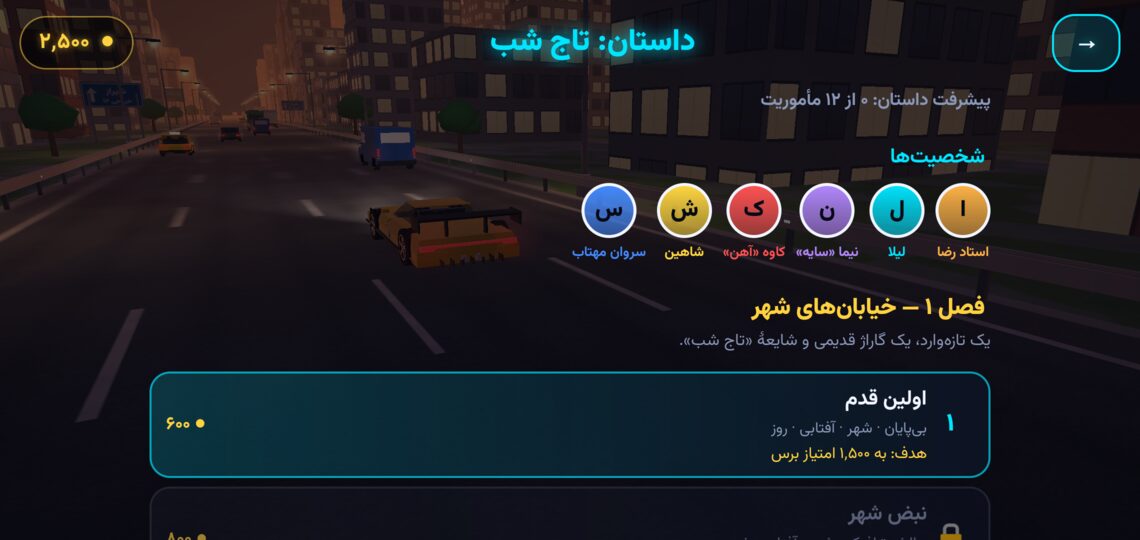 →
داستان: تاج شب
۲,۵۰۰
پیشرفت داستان: ۰ از ۱۲ مأموریت
شخصیت‌ها
ا ل ن ک ش س
استاد رضا لیلا نیما «سایه» کاوه «آهن» شاهین سروان مهتاب
فصل ۱ — خیابان‌های شهر
یک تازه‌وارد، یک گاراژ قدیمی و شایعهٔ «تاج شب».
۱
اولین قدم
بی‌پایان · شهر · آفتابی · روز
هدف: به ۱,۵۰۰ امتیاز برس
۶۰۰
نبض شهر
۸۰۰